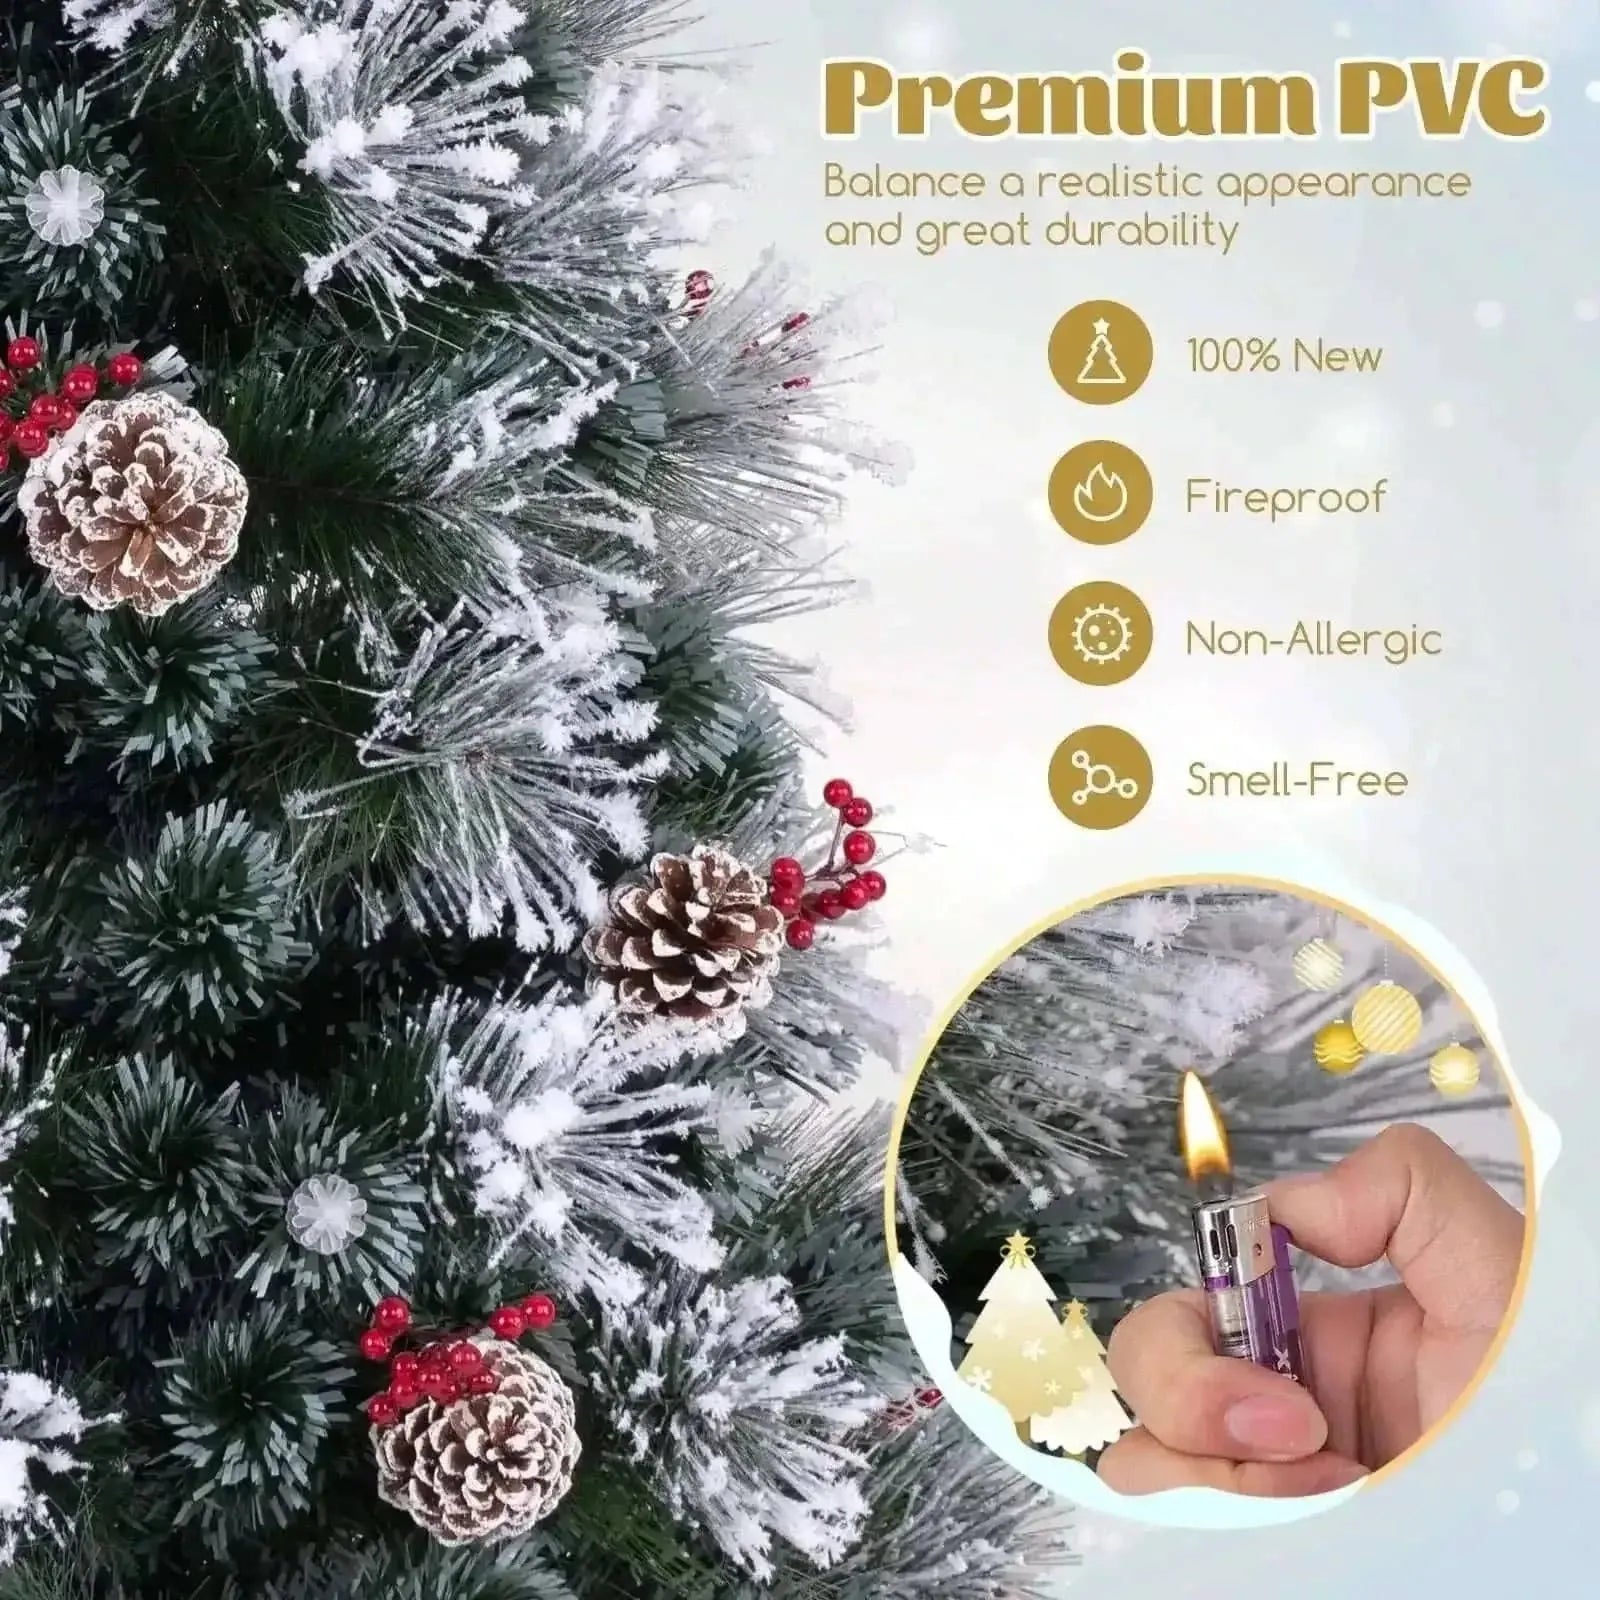 Premium PVC
Balance a realistic appearance
and great durability
100% New
Fireproof
Non-Allergic
Smell-Free